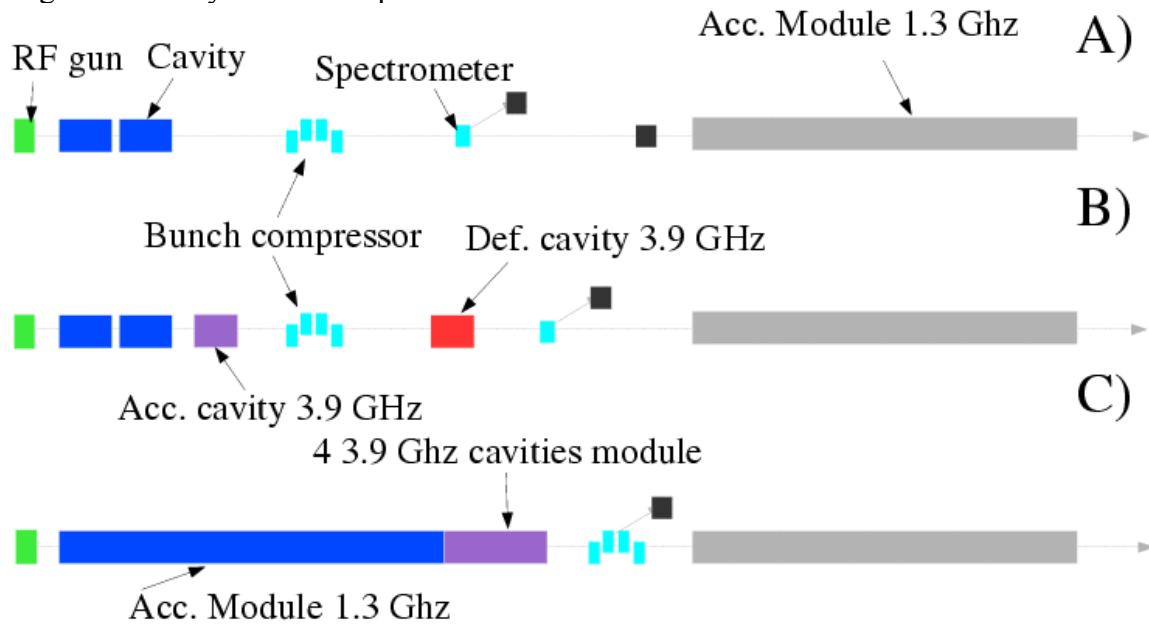 Acc. Module 1.3 Ghz
A)
RF gun
Cavity
Spectrometer
B)
Bunch compressor
Def. cavity 3.9 GHz
C)
Acc. cavity 3.9 GHz
4 3.9 Ghz cavities module
Acc. Module 1.3 Ghz